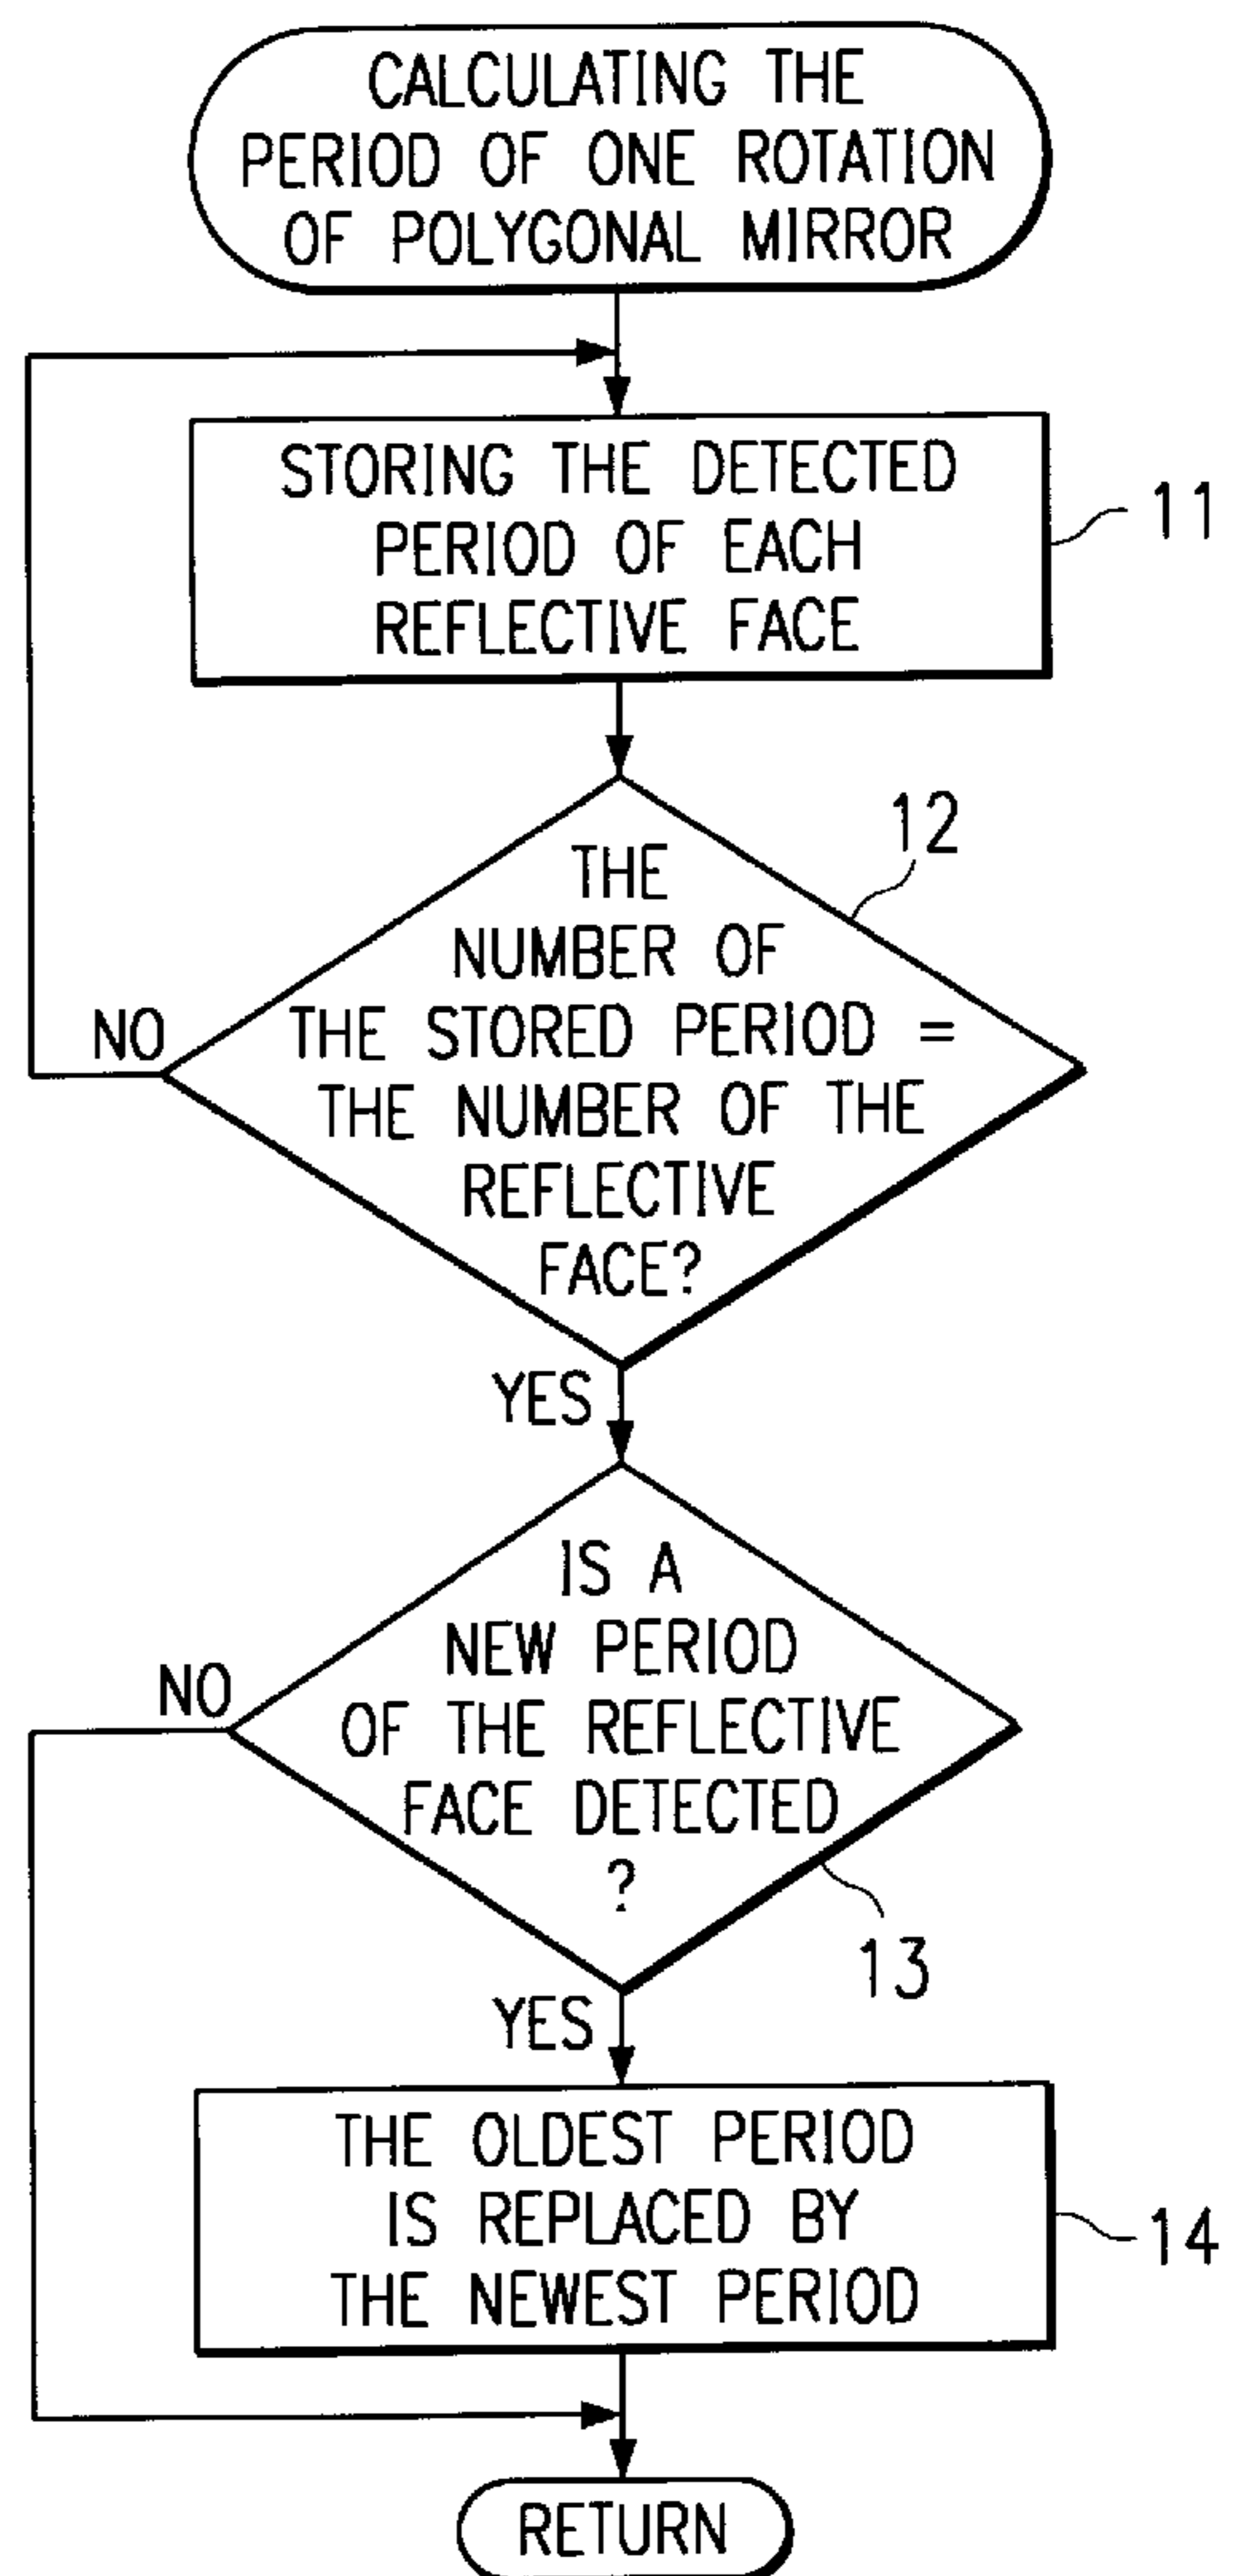 CALCULATING THE
PERIOD OF ONE ROTATION
OF POLYGONAL MIRROR
STORING THE DETECTED
PERIOD OF EACH
REFLECTIVE FACE
11
12
THE
NUMBER OF
THE STORED PERIOD =
THE NUMBER OF THE
REFLECTIVE
FACE?
NO
YES
IS A
NEW PERIOD
OF THE REFLECTIVE
FACE DETECTED
?
NO
13
YES
THE OLDEST PERIOD
IS REPLACED BY
THE NEWEST PERIOD
14
RETURN